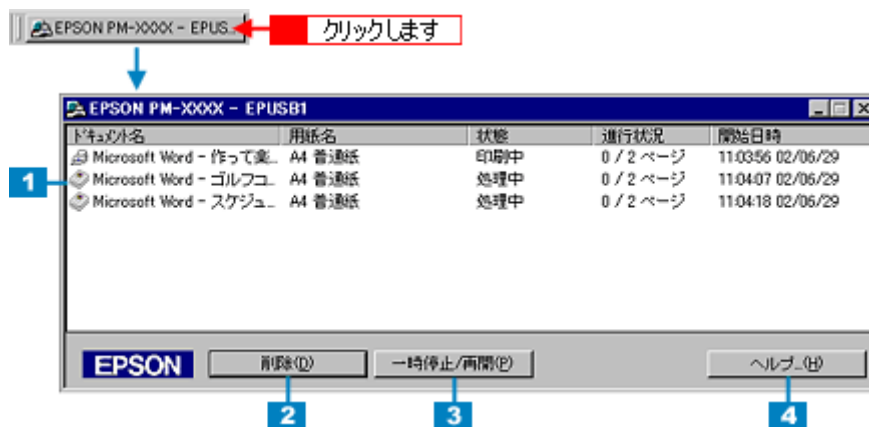 EPSON PM-XXXX - EPUS...
クリックします
EPSON PM-XXXX - EPUSB1
ドキュメント名 用紙名 状態 進行状況 開始日時
Microsoft Word - 作って楽... A4 普通紙 印刷中 0 / 2 ページ 11:03:56 02/06/29
1
Microsoft Word - ゴルフコ... A4 普通紙 処理中 0 / 2 ページ 11:04:07 02/06/29
Microsoft Word - スケジュ... A4 普通紙 処理中 0 / 2 ページ 11:04:18 02/06/29
EPSON 削除(D) 一時停止/再開(P) ヘルプ...(H)
2 3 4